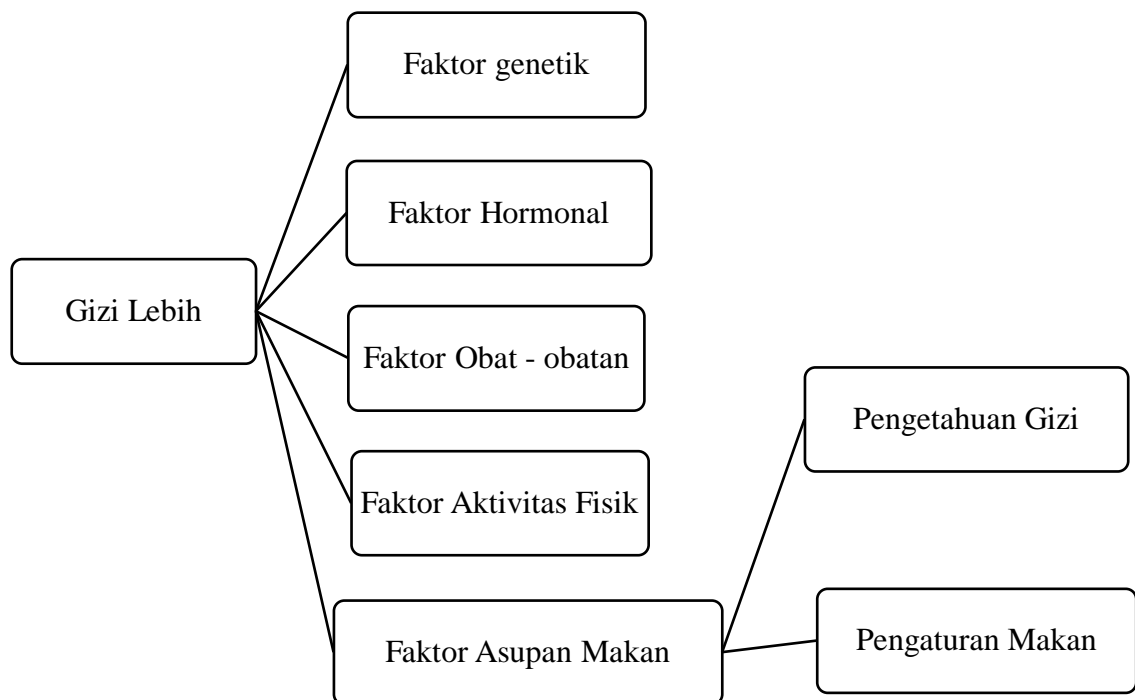 Faktor genetik
Faktor Hormonal
Gizi Lebih
Faktor Obat - obatan
Pengetahuan Gizi
Faktor Aktivitas Fisik
Faktor Asupan Makan
Pengaturan Makan